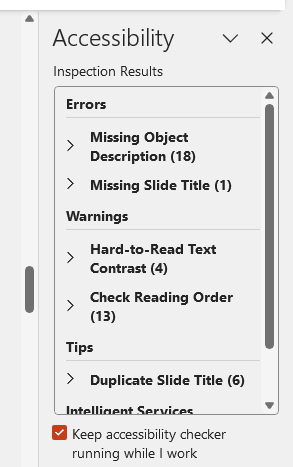 Accessibility
Inspection Results
Errors
Missing Object
Description (18)
Missing Slide Title (1)
Warnings
Hard-to-Read Text
Contrast (4)
Check Reading Order
(13)
Tips
Duplicate Slide Title (6)
Intelligent Services
Keep accessibility checker
running while I work